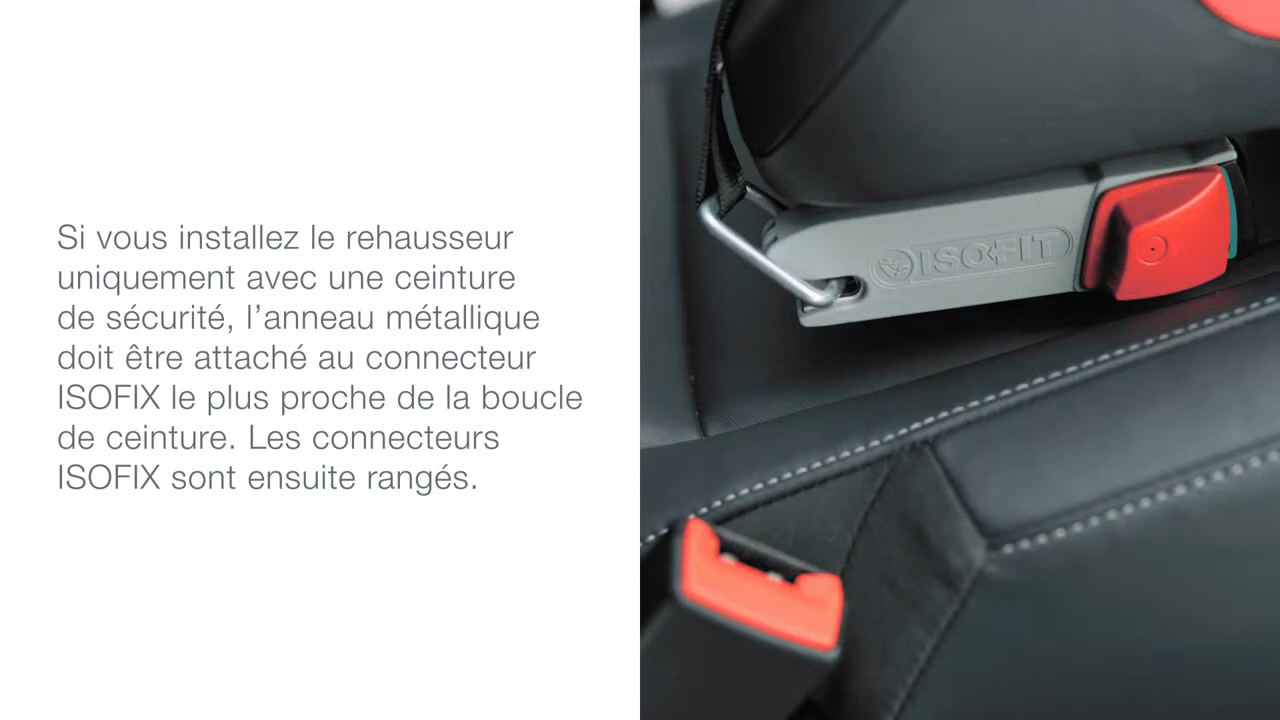 Si vous installez le rehausseur
uniquement avec une ceinture
de sécurité, l’anneau métallique
doit être attaché au connecteur
ISOFIX le plus proche de la boucle
de ceinture. Les connecteurs
ISOFIX sont ensuite rangés.
ISOFIT